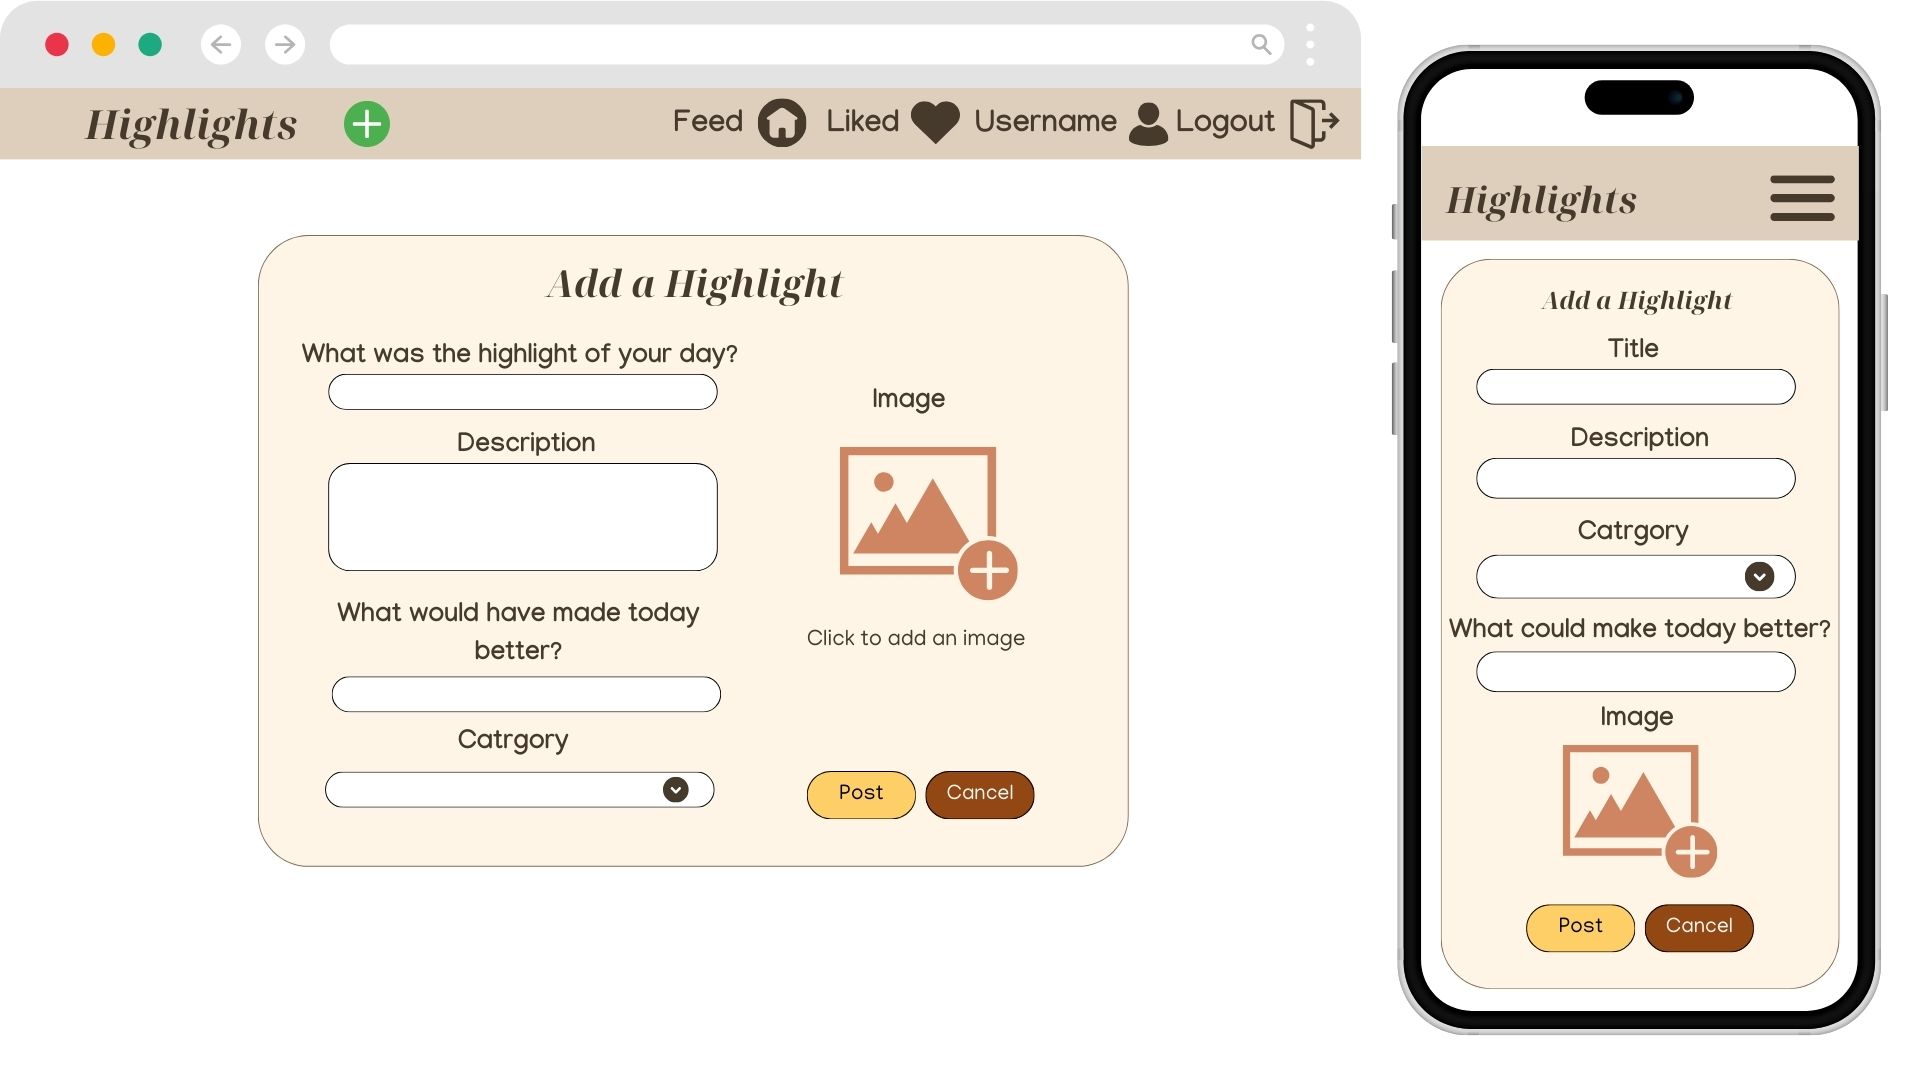 Highlights
Feed Liked Username Logout
Add a Highlight
What was the highlight of your day?
Description
What would have made today
better?
Catrgory
Image
Click to add an image
Post Cancel
Highlights
Add a Highlight
Title
Description
Catrgory
What could make today better?
Image
Post Cancel